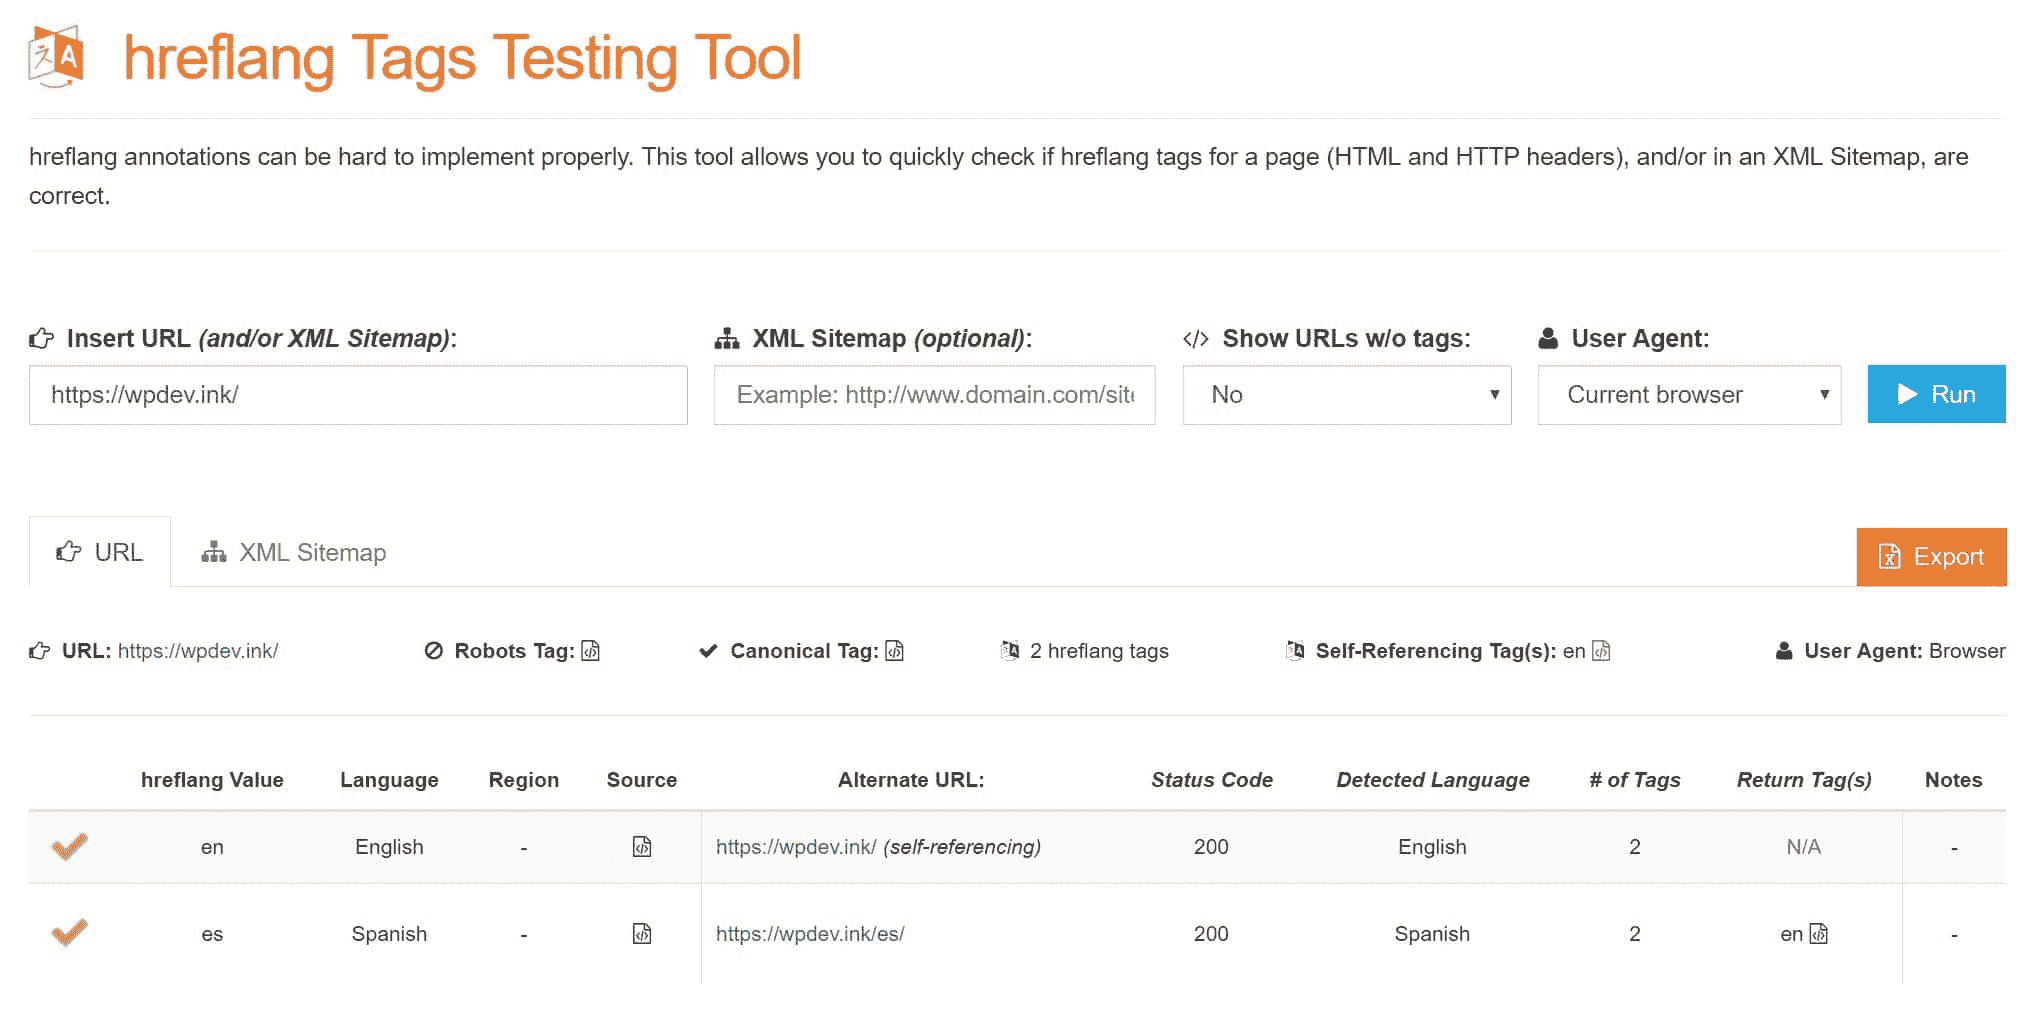 hreflang Tags Testing Tool
hreflang annotations can be hard to implement properly. This tool allows you to quickly check if hreflang tags for a page (HTML and HTTP headers), and/or in an XML Sitemap, are
correct.
Insert URL (and/or XML Sitemap): XML Sitemap (optional): Show URLs w/o tags: User Agent:
https://wpdev.ink/ Example: http://www.domain.com/site No Current browser Run
URL XML Sitemap Export
URL: https://wpdev.ink/ Robots Tag: Canonical Tag: 2 hreflang tags Self-Referencing Tag(s): en User Agent: Browser
hreflang Value Language Region Source Alternate URL: Status Code Detected Language # of Tags Return Tag(s) Notes
en English - https://wpdev.ink/ (self-referencing) 200 English 2 N/A -
es Spanish - https://wpdev.ink/es/ 200 Spanish 2 en -